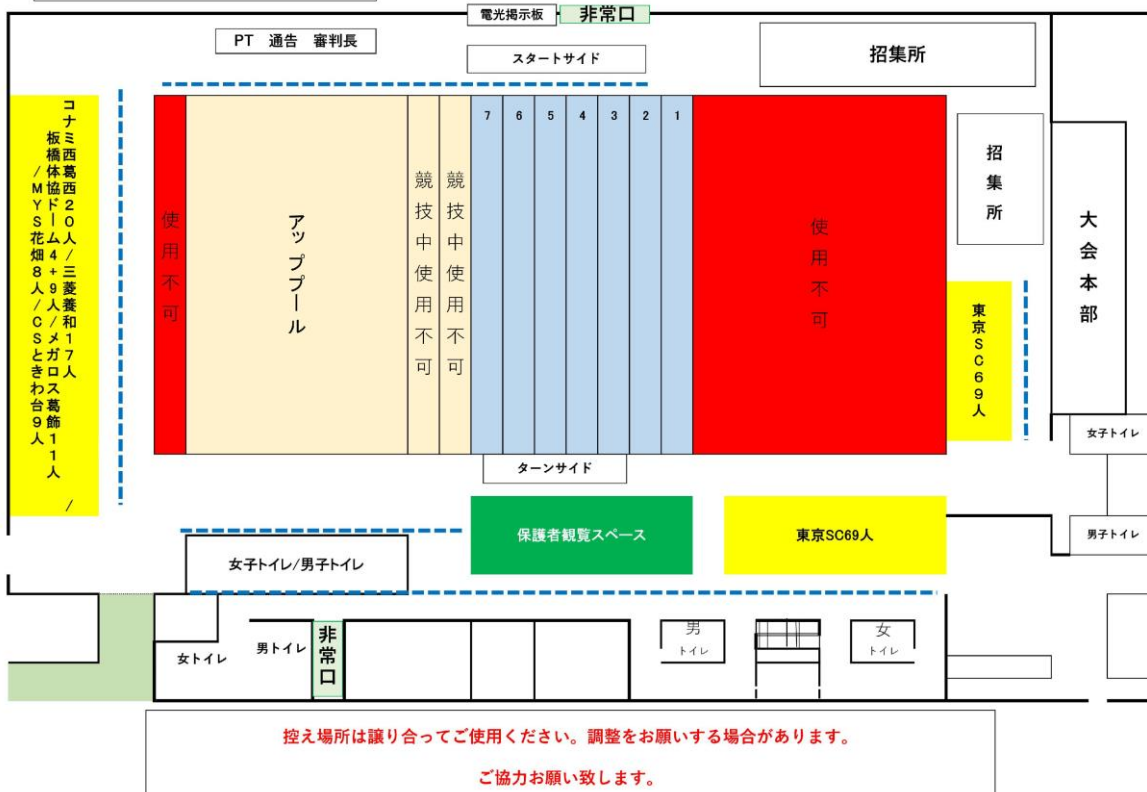 電光掲示板
非常口
PT 通告 審判長
スタートサイド
招集所
コナミ西葛西20人/三菱養和17人 /
板橋体協ドーム4+9人/メガロス葛飾11人
/MYS花畑8人/CSときわ台9人
使用不可
アッププール
競技中使用不可
競技中使用不可
7 6 5 4 3 2 1
使用不可
招集所
大会本部
東京SC69人
女子トイレ
ターンサイド
保護者観覧スペース
東京SC69人
男子トイレ
女子トイレ/男子トイレ
女トイレ
男トイレ
非常口
男
トイレ
女
トイレ
控え場所は譲り合ってご使用ください。調整をお願いする場合があります。
ご協力お願い致します。